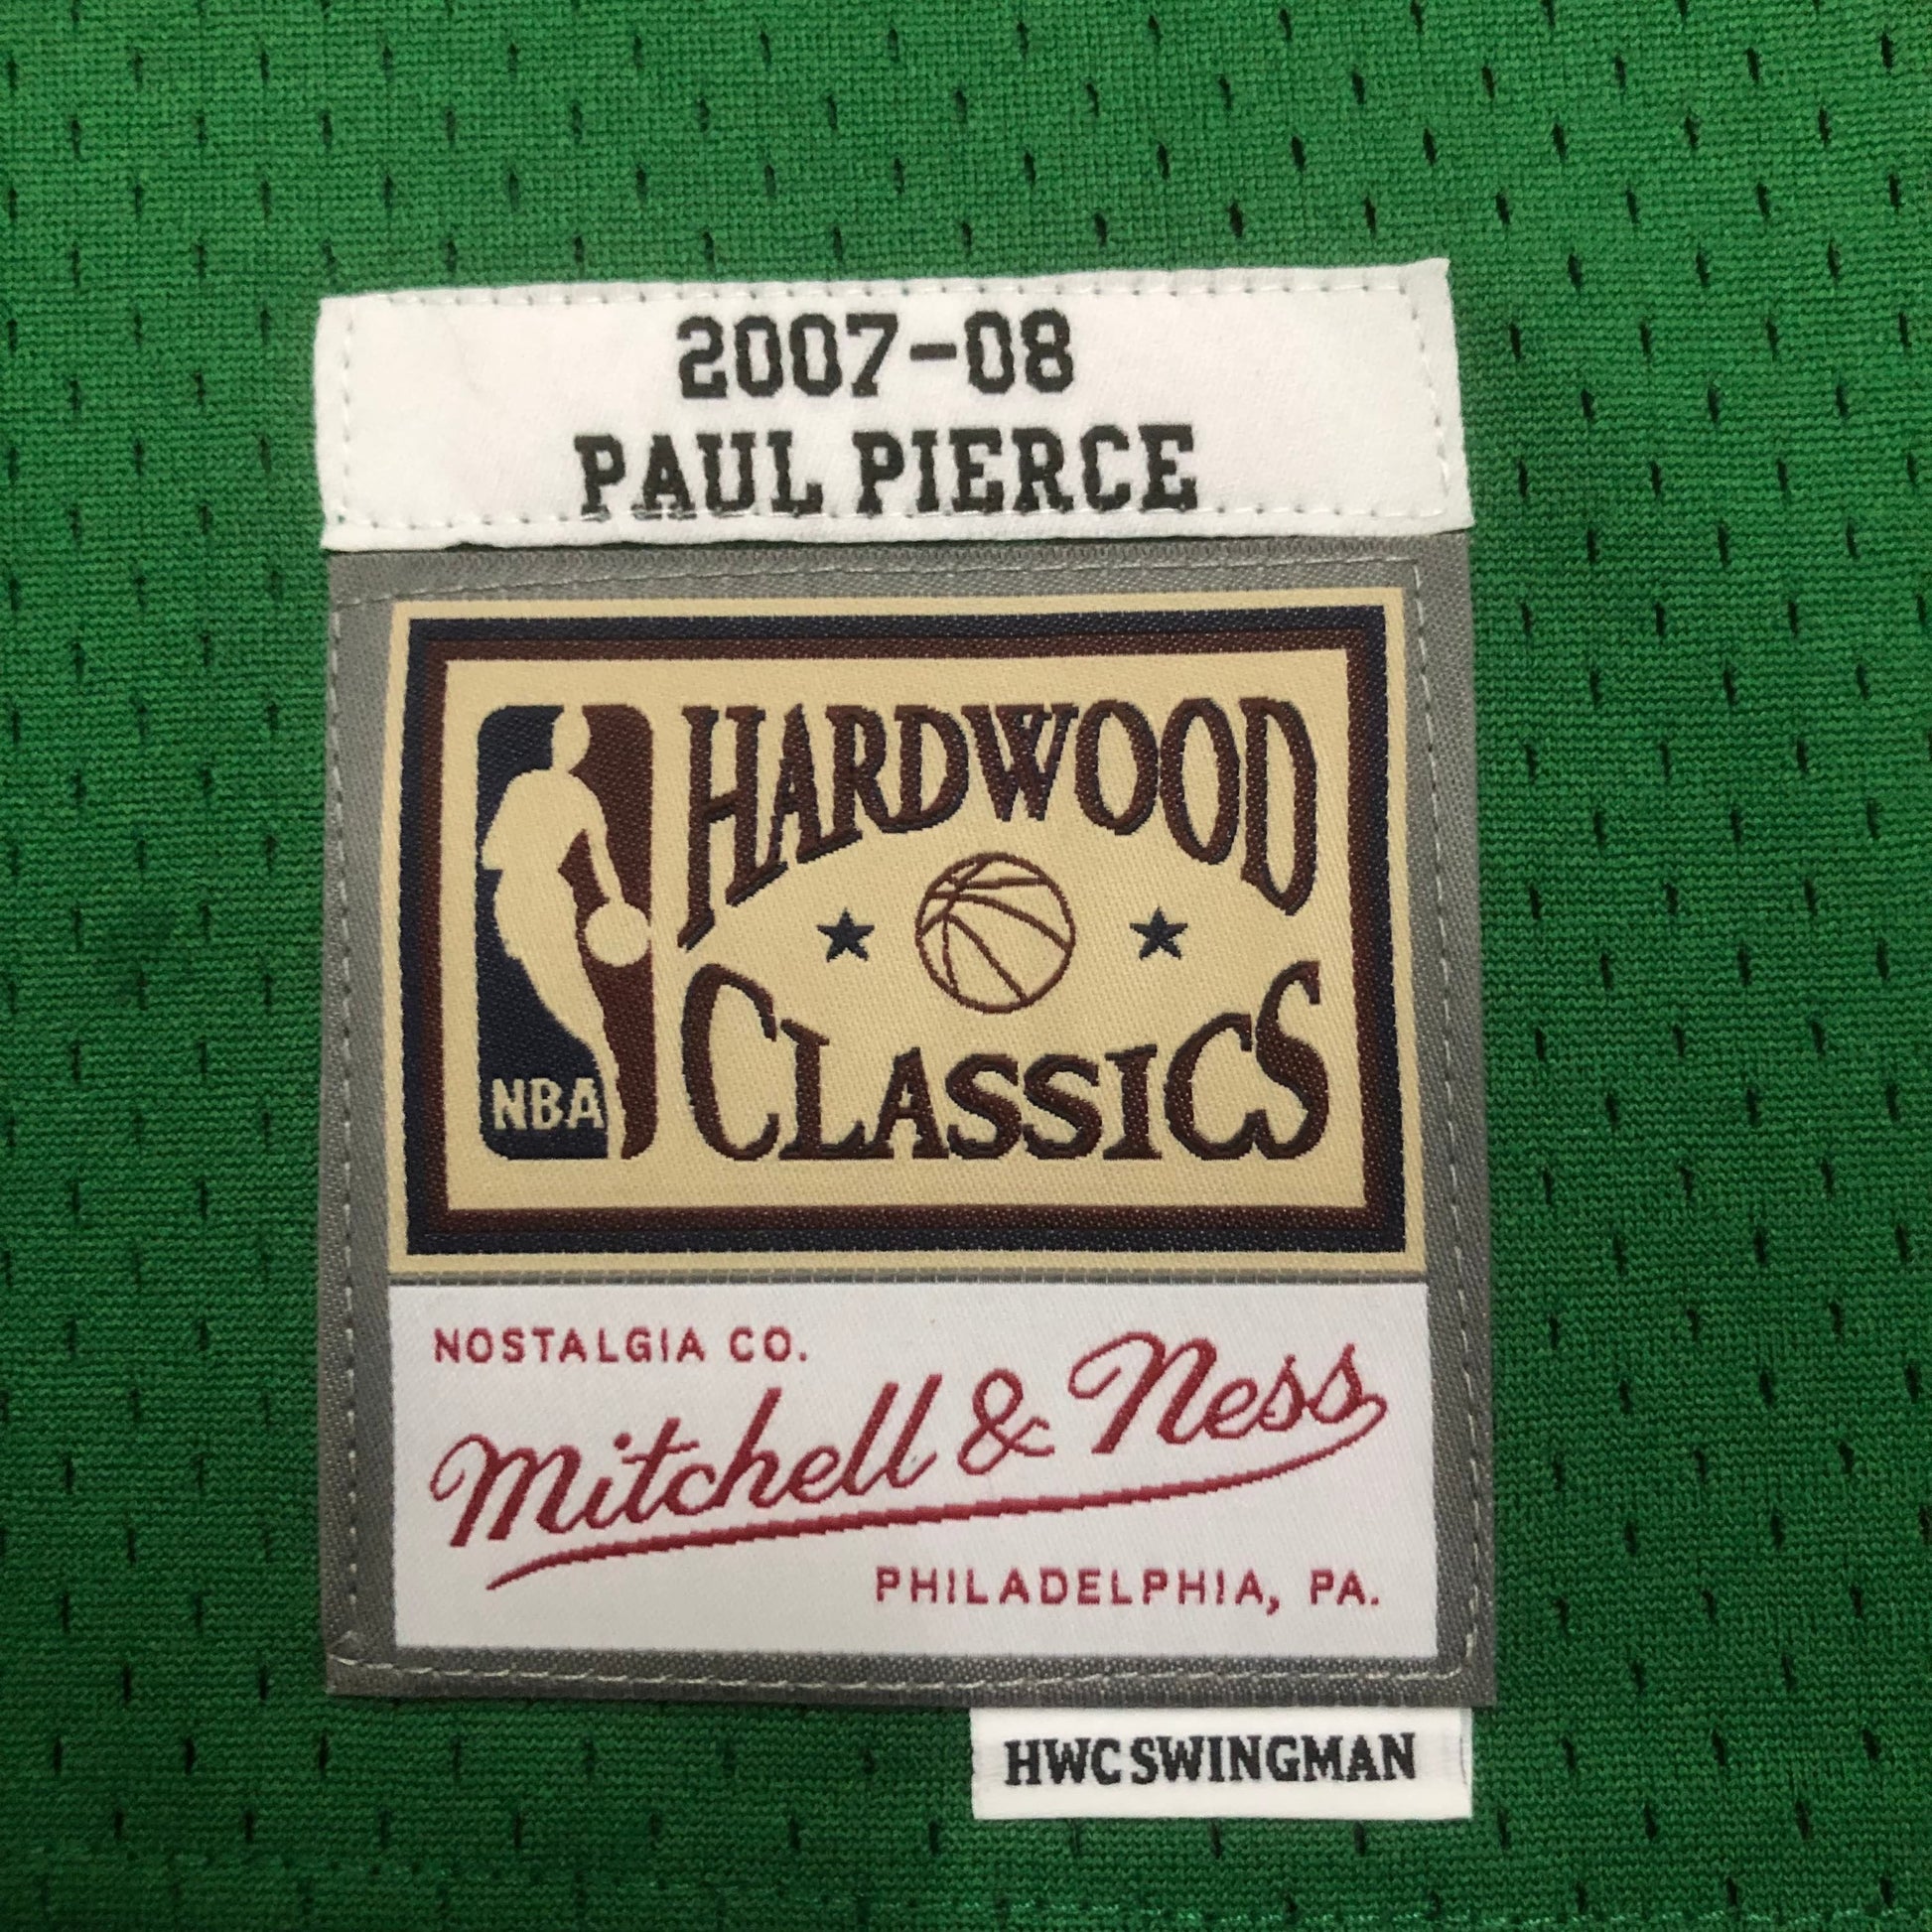 2007-08
PAUL PIERCE
HARDWOOD
CLASSICS
NBA
NOSTALGIA CO.
Mitchell & Ness
PHILADELPHIA, PA.
HWC SWINGMAN